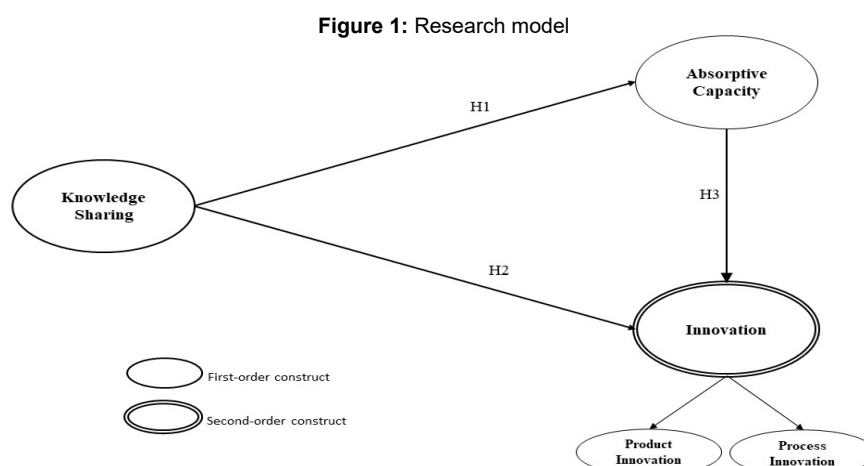 Figure 1: Research model
Absorptive
Capacity
H1
Knowledge
Sharing
H3
H2
Innovation
First-order construct
Second-order construct
Product
Innovation
Process
Innovation